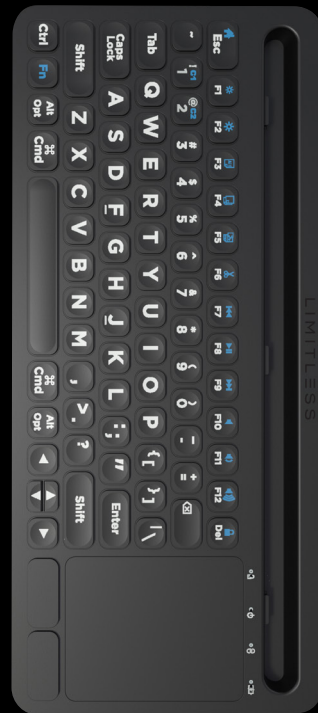 LIMITLESS
Esc F1 F2 F3 F4 F5 F6 F7 F8 F9 F10 F11 F12 Del
~ ! 1 C1 @ 2 C2 # 3 $ 4 % 5 ^ 6 & 7 * 8 ( 9 ) 0 _ - + =
Tab Q W E R T Y U I O P { [ } ] | \
Caps Lock A S D F G H J K L : ; " Enter
Shift Z X C V B N M , > . ? Shift
Ctrl Fn Alt Opt ⌘ Cmd ⌘ Cmd Alt Opt